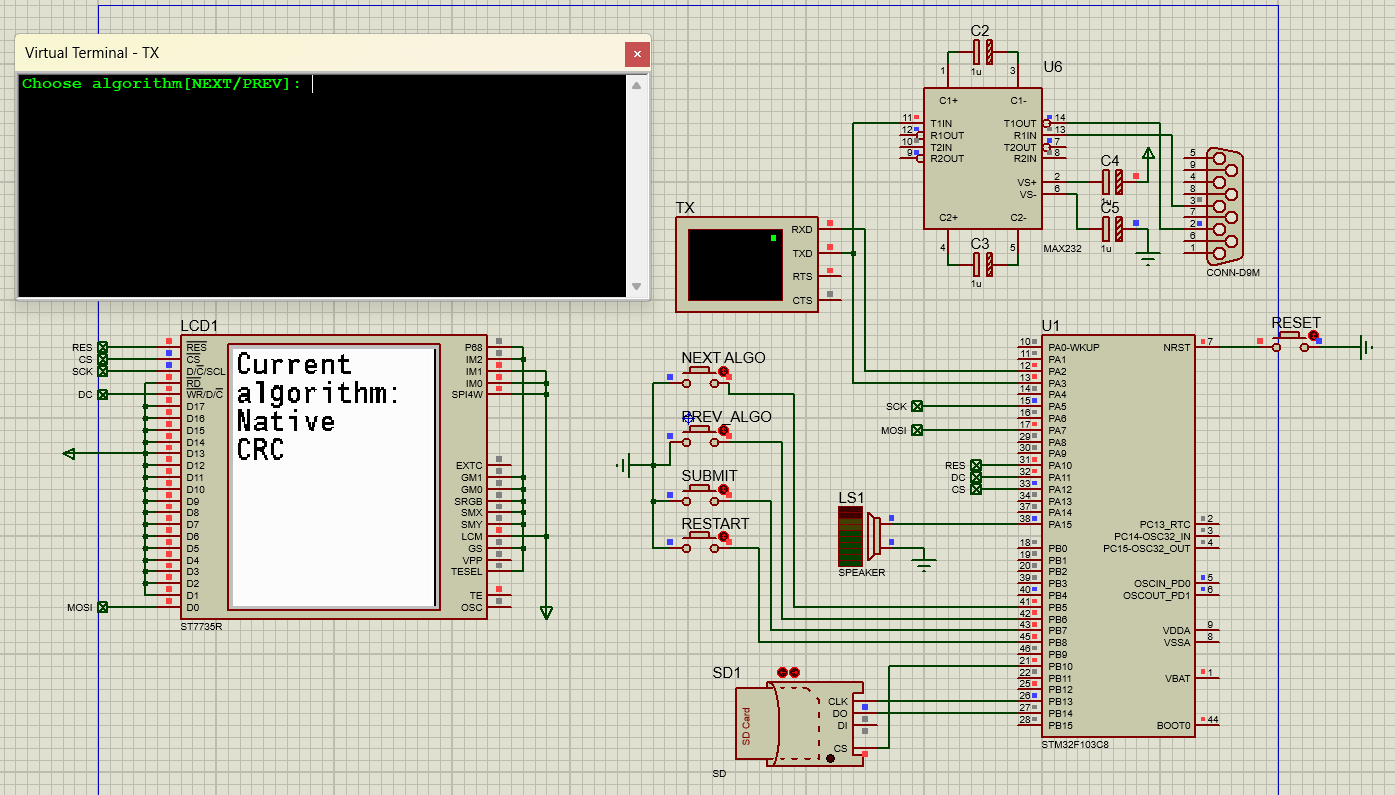 Virtual Terminal - TX
Choose algorithm[NEXT/PREV]:
C2
1u
1
3
U6
C1+
C1-
11
T1IN
T1OUT
14
12
R1OUT
R1IN
13
10
T2IN
T2OUT
7
9
R2OUT
R2IN
8
VS+
2
VS-
6
C2+
C2-
4
5
MAX232
C3
1u
C4
1u
C5
1u
5
9
4
8
3
7
2
6
1
CONN-D9M
TX
RXD
TXD
RTS
CTS
LCD1
RES
CS
SCK
DC
MOSI
RES
CS
D/C/SCL
RD
WR/D/C
D17
D16
D15
D14
D13
D12
D11
D10
D9
D8
D7
D6
D5
D4
D3
D2
D1
D0
Current
algorithm:
Native
CRC
P68
IM2
IM1
IM0
SPI4W
EXTC
GM1
GM0
SRGB
SMX
SMY
LCM
GS
VPP
TESEL
TE
OSC
ST7735R
NEXT ALGO
PREV_ALGO
SUBMIT
RESTART
LS1
SPEAKER
SD1
SD Card
CLK
DO
DI
CS
SD
SCK
MOSI
RES
DC
CS
U1
10
PA0-WKUP
11
PA1
12
PA2
13
PA3
14
PA4
15
PA5
16
PA6
17
PA7
29
PA8
30
PA9
31
PA10
32
PA11
33
PA12
34
PA13
37
PA14
38
PA15
18
PB0
19
PB1
20
PB2
39
PB3
40
PB4
41
PB5
42
PB6
43
PB7
45
PB8
46
PB9
21
PB10
22
PB11
25
PB12
26
PB13
27
PB14
28
PB15
NRST
7
PC13_RTC
2
PC14-OSC32_IN
3
PC15-OSC32_OUT
4
OSCIN_PD0
5
OSCOUT_PD1
6
VDDA
9
VSSA
8
VBAT
1
BOOT0
44
STM32F103C8
RESET